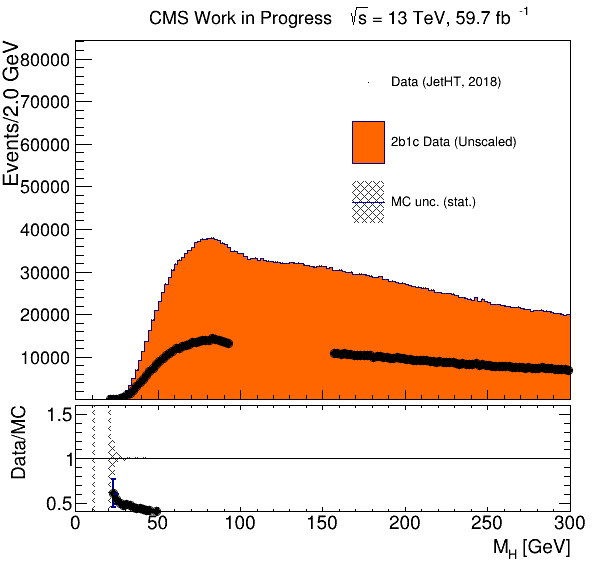 CMS Work in Progress √s = 13 TeV, 59.7 fb -1
Events/2.0 GeV
80000
70000
60000
50000
40000
30000
20000
10000
Data (JetHT, 2018)
2b1c Data (Unscaled)
MC unc. (stat.)
Data/MC
1.5
1
0.5
0 50 100 150 200 250 300
M_H [GeV]